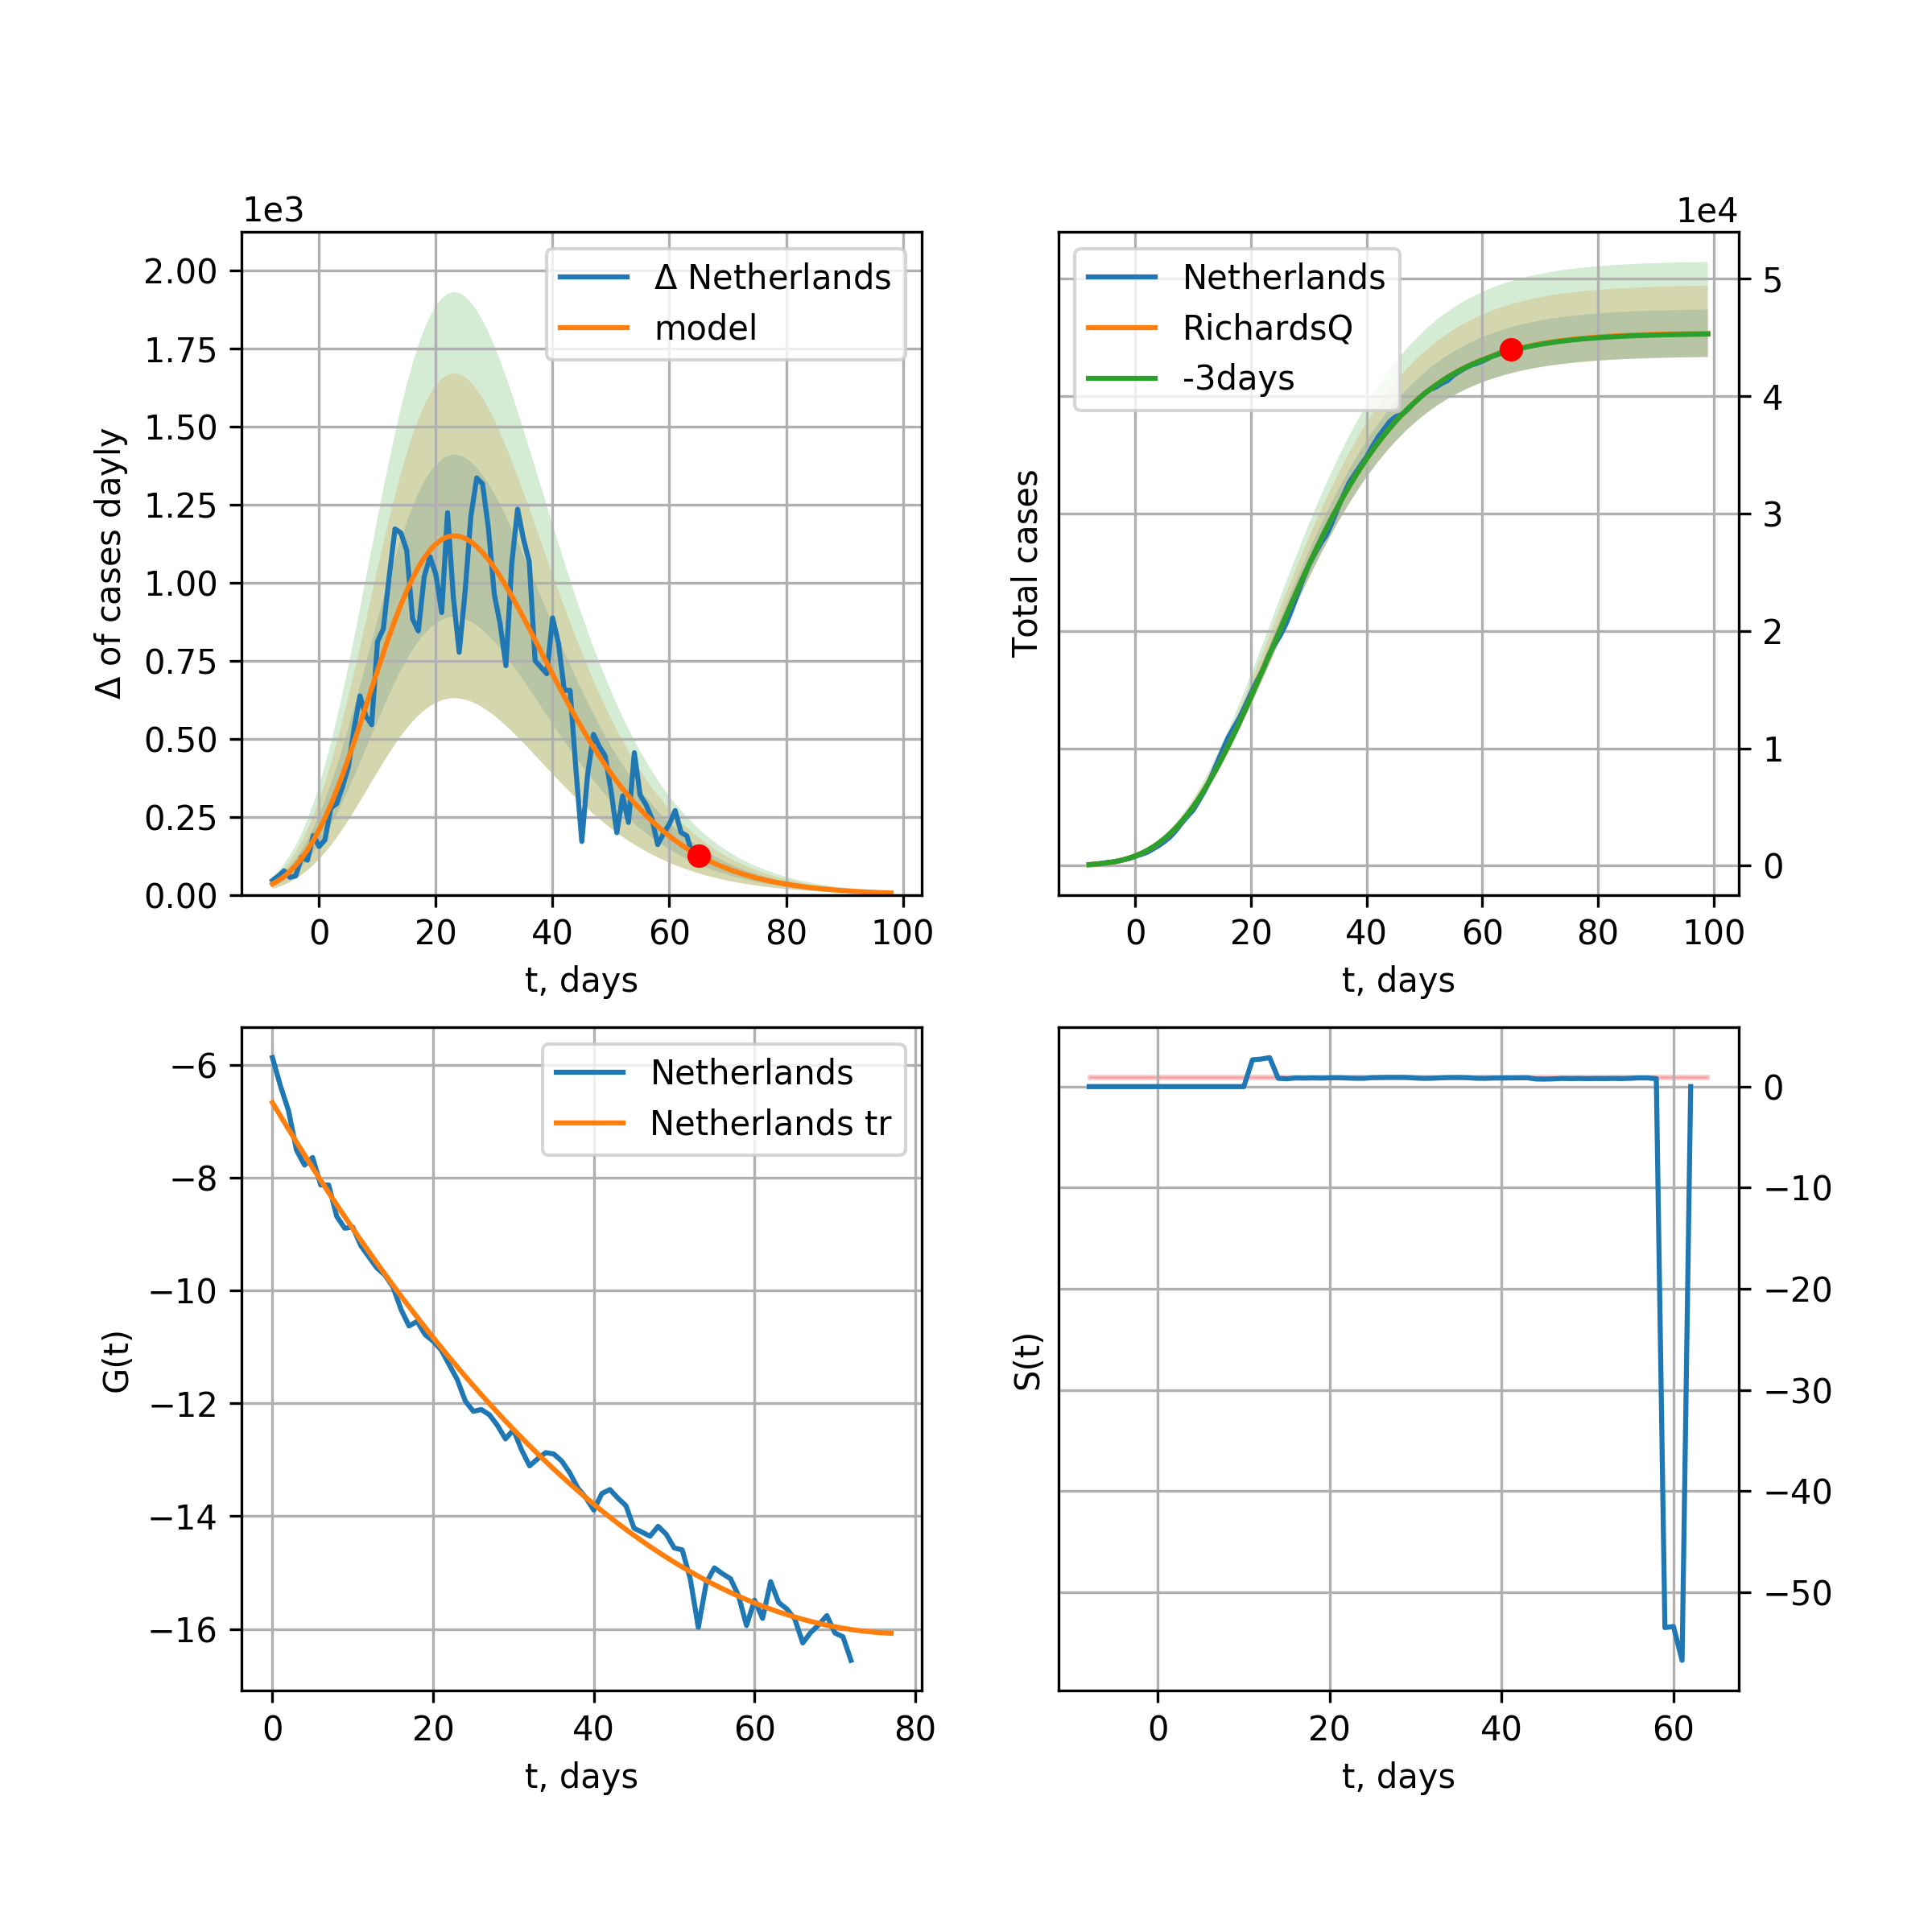 1e3
2.00
1.75
1.50
1.25
1.00
0.75
0.50
0.25
0.00
Δ of cases dayly
Δ Netherlands
model
0 20 40 60 80 100
t, days
1e4
Total cases
Netherlands
RichardsQ
-3days
5
4
3
2
1
0
0 20 40 60 80 100
t, days
−6
−8
−10
−12
−14
−16
G(t)
Netherlands
Netherlands tr
0 20 40 60 80
t, days
S(t)
0
−10
−20
−30
−40
−50
0 20 40 60
t, days